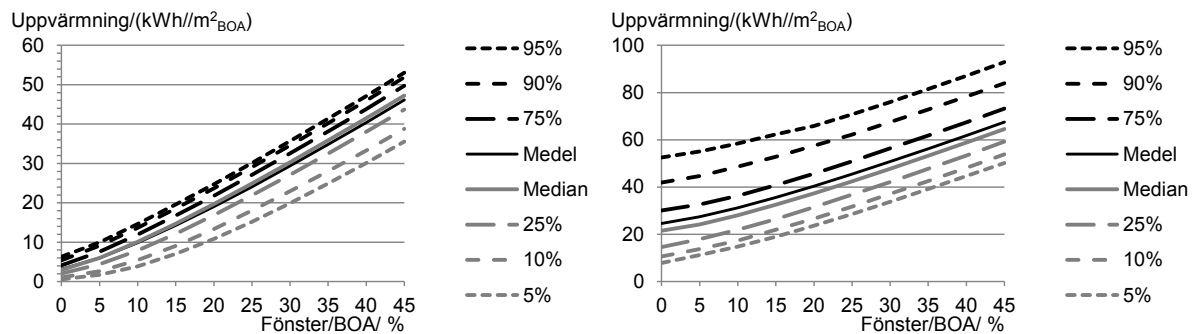 Uppvärmning/(kWh//m²BOA)
60
50
40
30
20
10
0
0 5 10 15 20 25 30 35 40 45
Fönster/BOA/ %
95%
90%
75%
Medel
Median
25%
10%
5%
Uppvärmning/(kWh//m²BOA)
100
80
60
40
20
0
0 5 10 15 20 25 30 35 40 45
Fönster/BOA/ %
95%
90%
75%
Medel
Median
25%
10%
5%